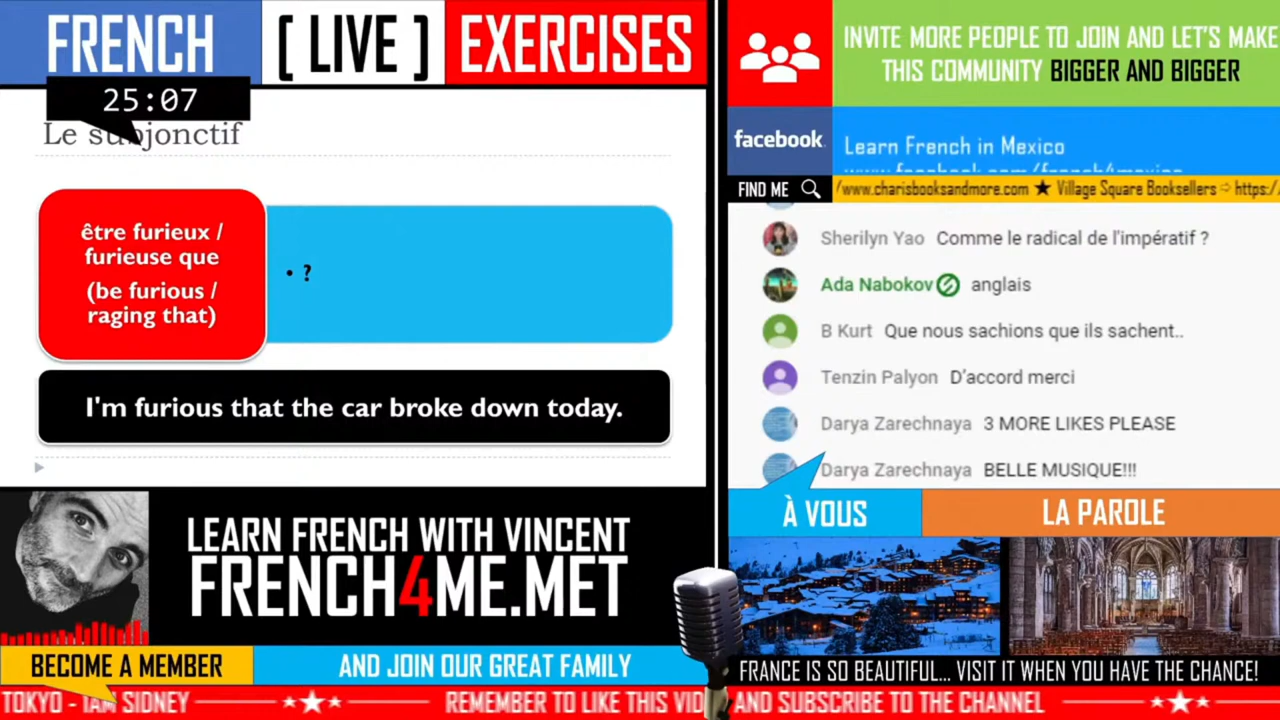 FRENCH
[ LIVE ]
EXERCISES
25:07
Le subjonctif
être furieux /
furieuse que
(be furious /
raging that)
• ?
I'm furious that the car broke down today.
LEARN FRENCH WITH VINCENT
FRENCH4ME.MET
BECOME A MEMBER
AND JOIN OUR GREAT FAMILY
INVITE MORE PEOPLE TO JOIN AND LET'S MAKE
THIS COMMUNITY BIGGER AND BIGGER
facebook.
Learn French in Mexico
FIND ME
/www.charisbooksandmore.com ★ Village Square Booksellers ⇨ https:/
Sherilyn Yao Comme le radical de l'impératif ?
Ada Nabokov anglais
B Kurt Que nous sachions que ils sachent..
Tenzin Palyon D'accord merci
Darya Zarechnaya 3 MORE LIKES PLEASE
Darya Zarechnaya BELLE MUSIQUE!!!
À VOUS
LA PAROLE
FRANCE IS SO BEAUTIFUL... VISIT IT WHEN YOU HAVE THE CHANCE!
TOKYO - IAM SIDNEY ★ REMEMBER TO LIKE THIS VID AND SUBSCRIBE TO THE CHANNEL ★